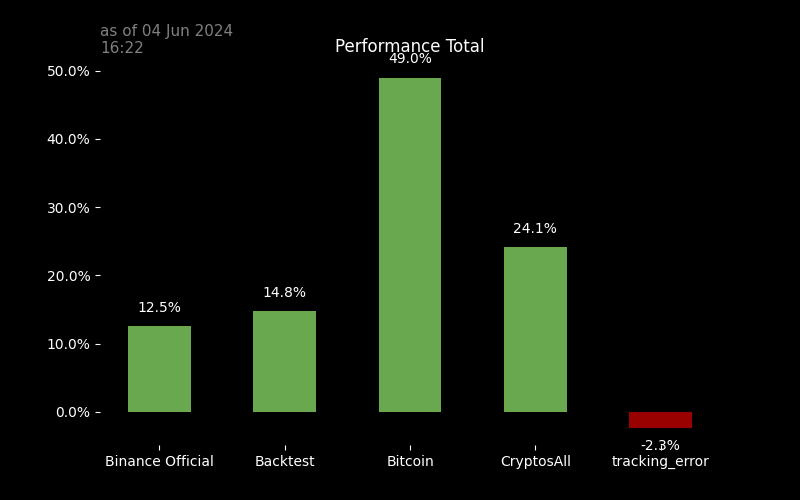 as of 04 Jun 2024
16:22
Performance Total
50.0%
40.0%
30.0%
20.0%
10.0%
0.0%
12.5%
14.8%
49.0%
24.1%
-2.3%
Binance Official
Backtest
Bitcoin
CryptosAll
tracking_error